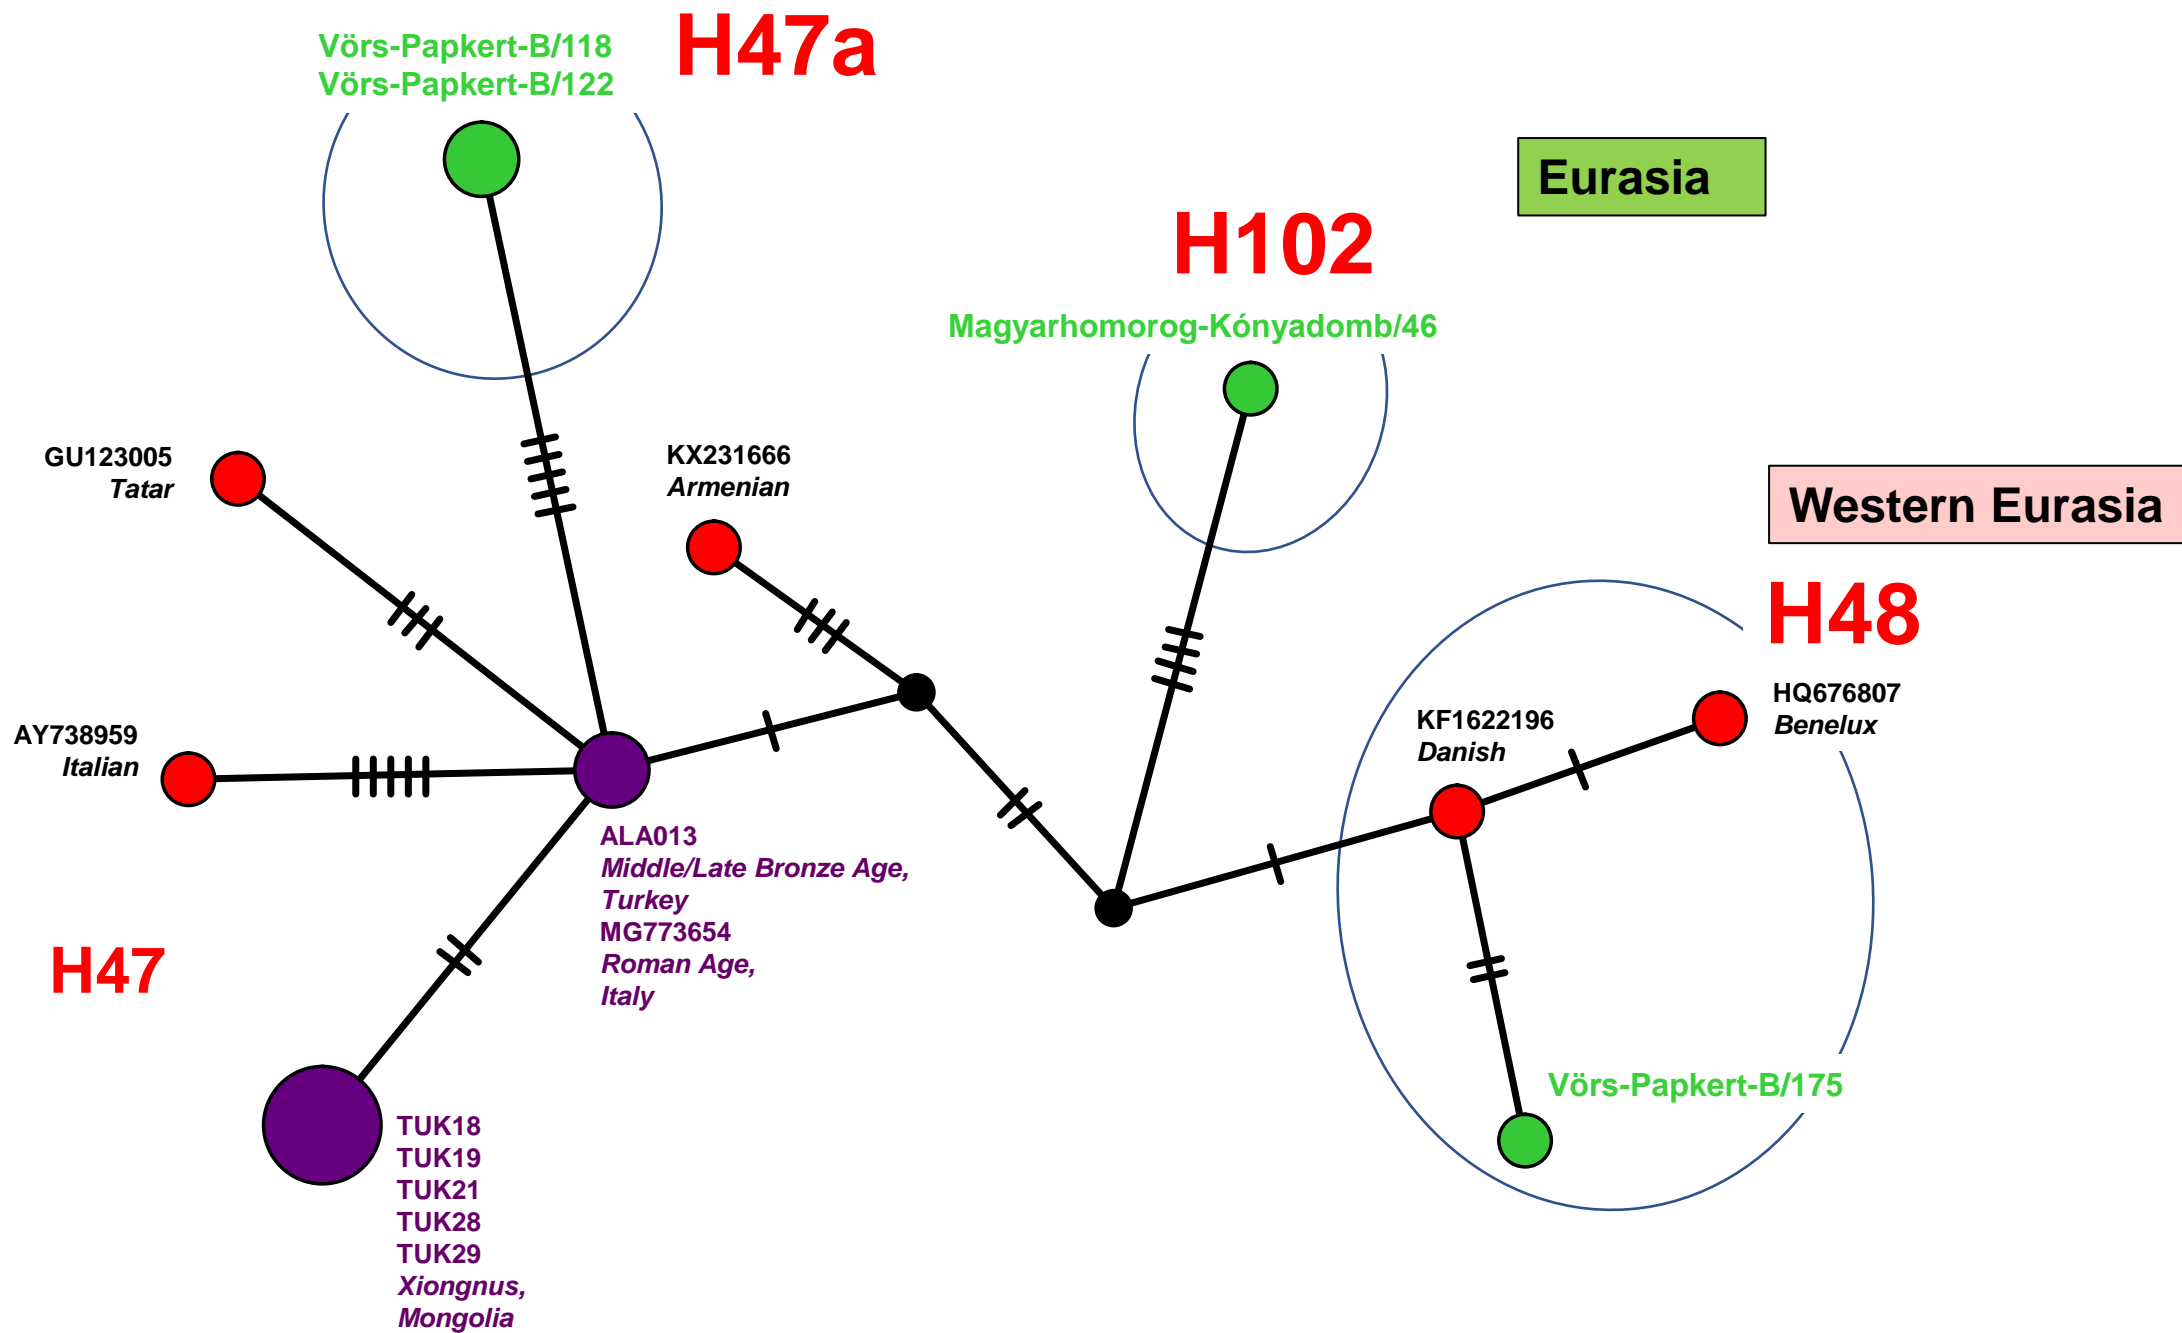 Vörs-Papkert-B/118
Vörs-Papkert-B/122
H47a
Eurasia
H102
Magyarhomorog-Kónyadomb/46
GU123005
Tatar
KX231666
Armenian
Western Eurasia
H48
HQ676807
Benelux
KF1622196
Danish
AY738959
Italian
ALA013
Middle/Late Bronze Age,
Turkey
MG773654
Roman Age,
Italy
H47
Vörs-Papkert-B/175
TUK18
TUK19
TUK21
TUK28
TUK29
Xiongnus,
Mongolia